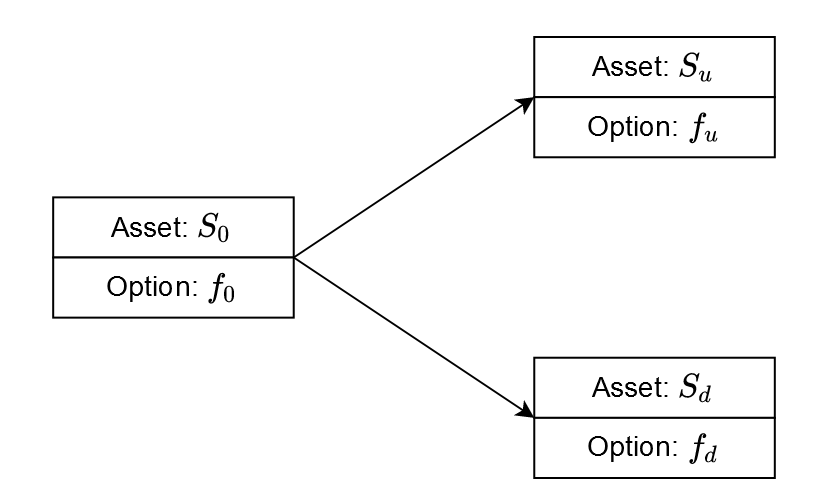 Asset: S_u
Option: f_u
Asset: S_0
Option: f_0
Asset: S_d
Option: f_d